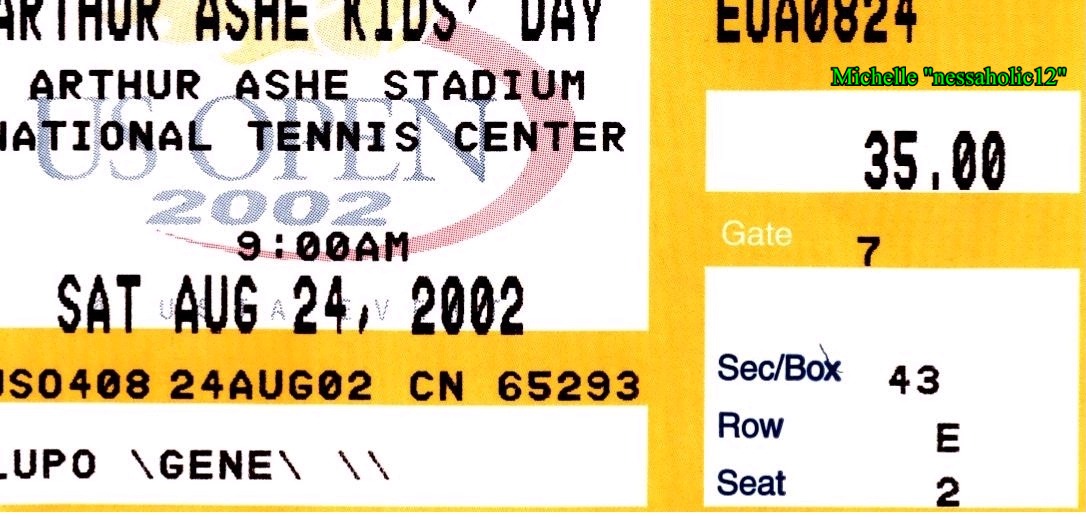 ARTHUR ASHE KIDS' DAY
ARTHUR ASHE STADIUM
NATIONAL TENNIS CENTER
US OPEN
2002
9:00AM
SAT AUG 24, 2002
USO408 24AUG02 CN 65293
LUPO \GENE\ \\
EUA0824
Michelle "nessaholic12"
35.00
Gate 7
Sec/Box 43
Row E
Seat 2